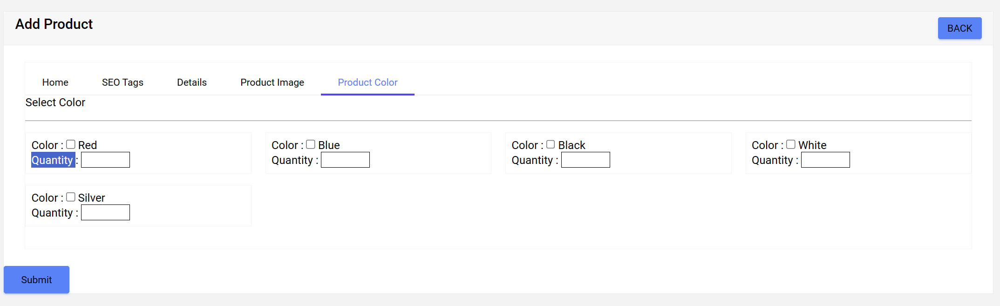 Add Product
BACK
Home SEO Tags Details Product Image Product Color
Select Color
Color : Red
Quantity :
Color : Blue
Quantity :
Color : Black
Quantity :
Color : White
Quantity :
Color : Silver
Quantity :
Submit